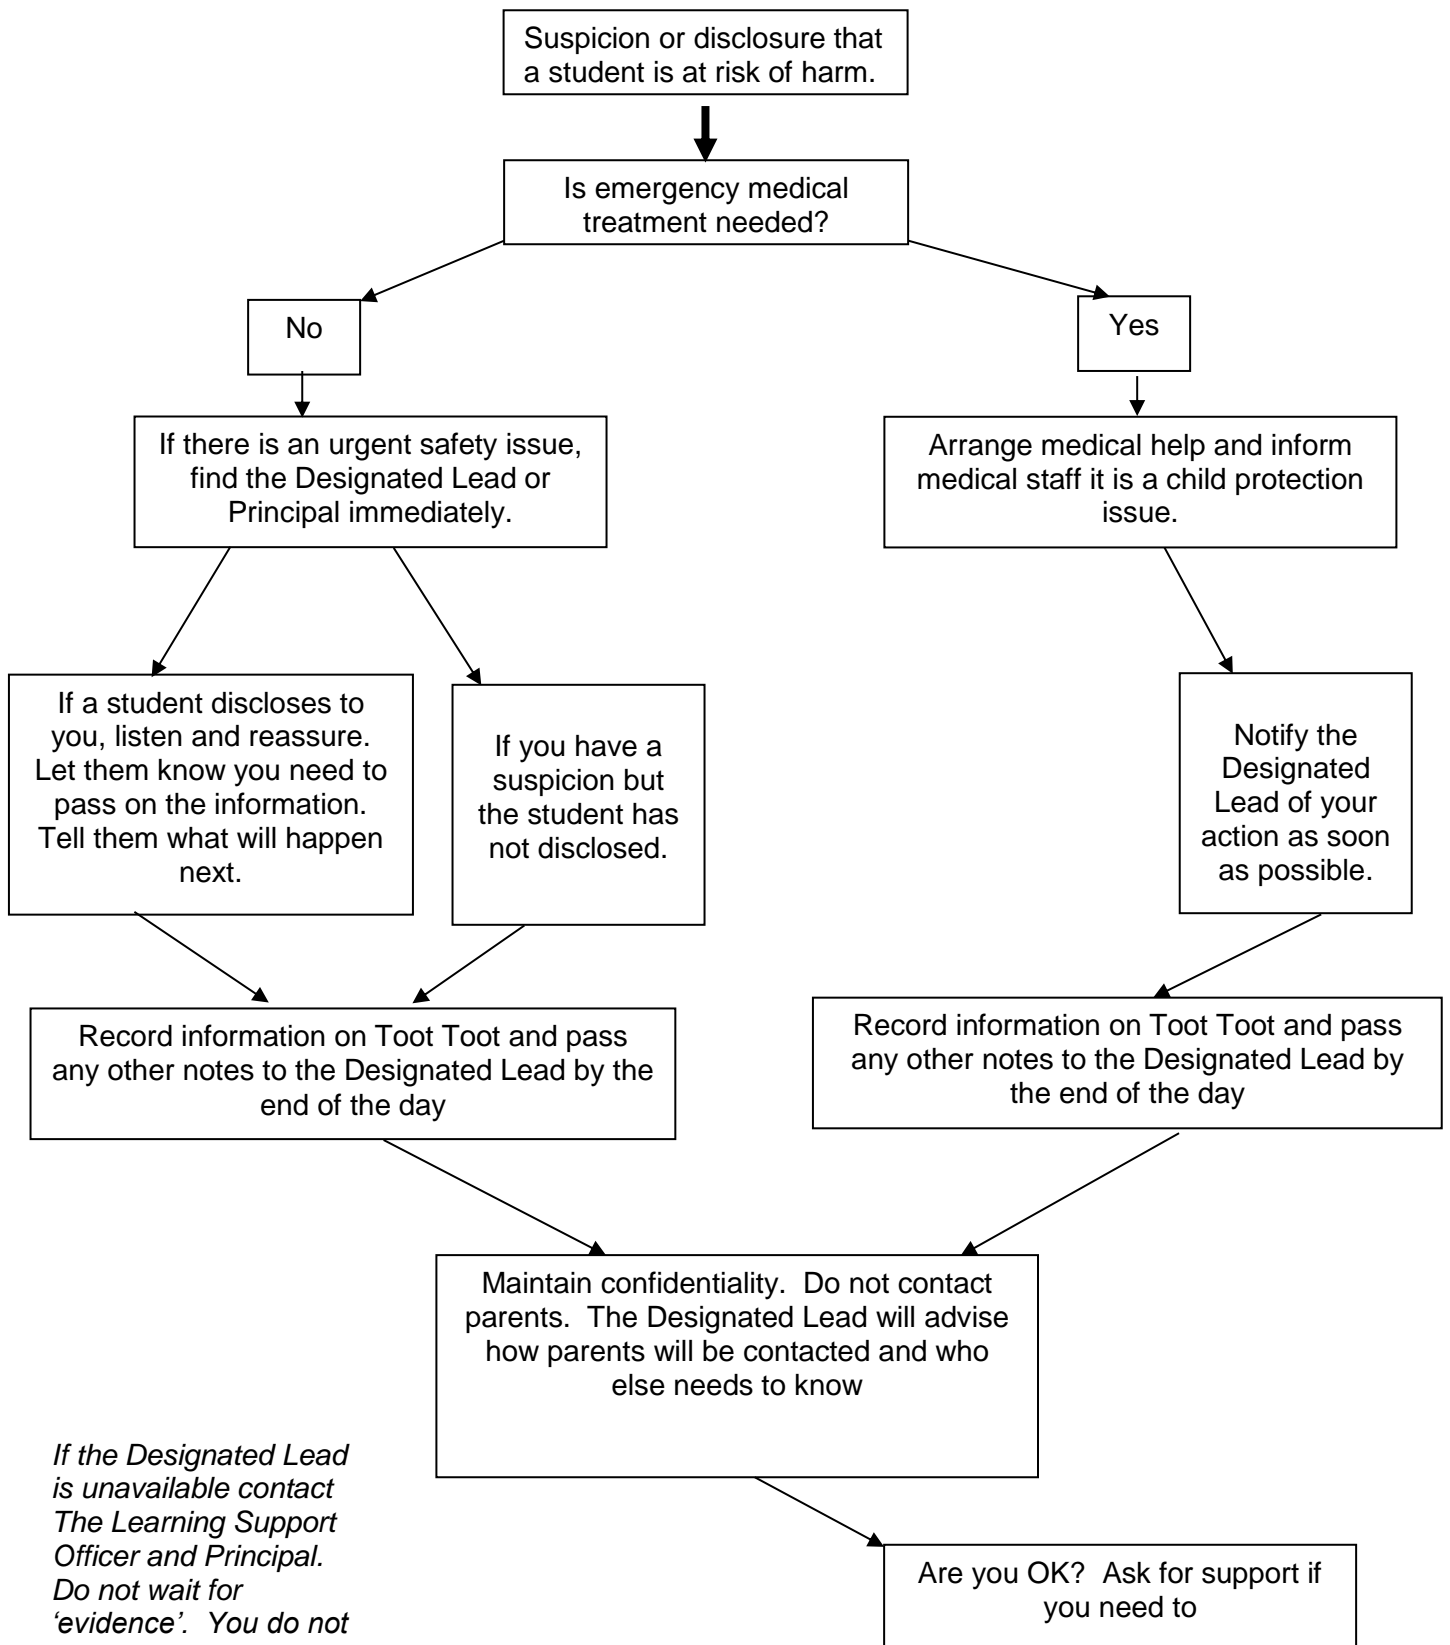 Suspicion or disclosure that
a student is at risk of harm.
Is emergency medical
treatment needed?
No
Yes
If there is an urgent safety issue,
find the Designated Lead or
Principal immediately.
Arrange medical help and inform
medical staff it is a child protection
issue.
If a student discloses to
you, listen and reassure.
Let them know you need to
pass on the information.
Tell them what will happen
next.
If you have a
suspicion but
the student has
not disclosed.
Notify the
Designated
Lead of your
action as soon
as possible.
Record information on Toot Toot and pass
any other notes to the Designated Lead by the
end of the day
Record information on Toot Toot and pass
any other notes to the Designated Lead by
the end of the day
Maintain confidentiality.  Do not contact
parents.  The Designated Lead will advise
how parents will be contacted and who
else needs to know
If the Designated Lead
is unavailable contact
The Learning Support
Officer and Principal.
Do not wait for
‘evidence’.  You do not
Are you OK?  Ask for support if
you need to